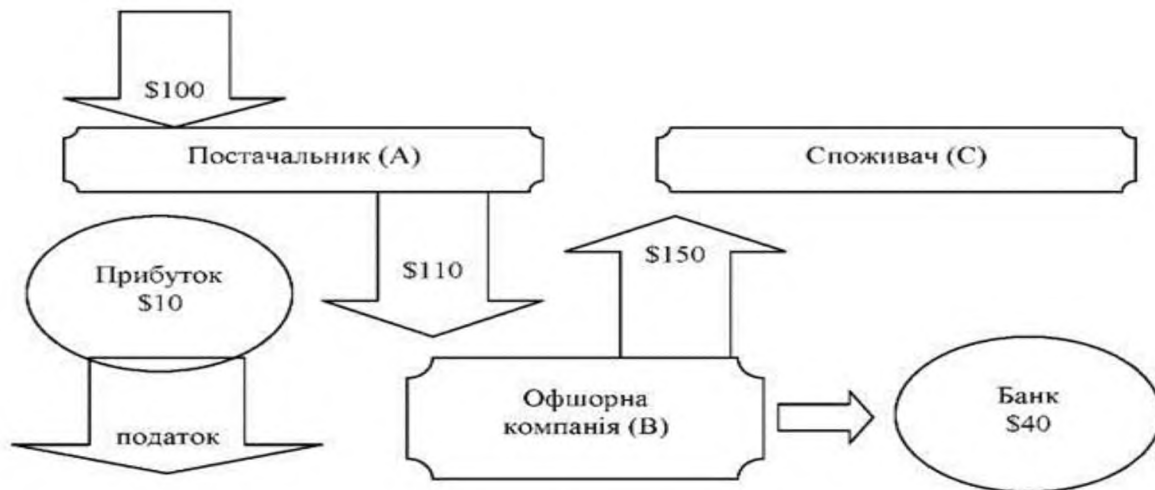 $100
Постачальник (А)
Споживач (С)
Прибуток
$10
$110
$150
податок
Офшорна
компанія (В)
Банк
$40